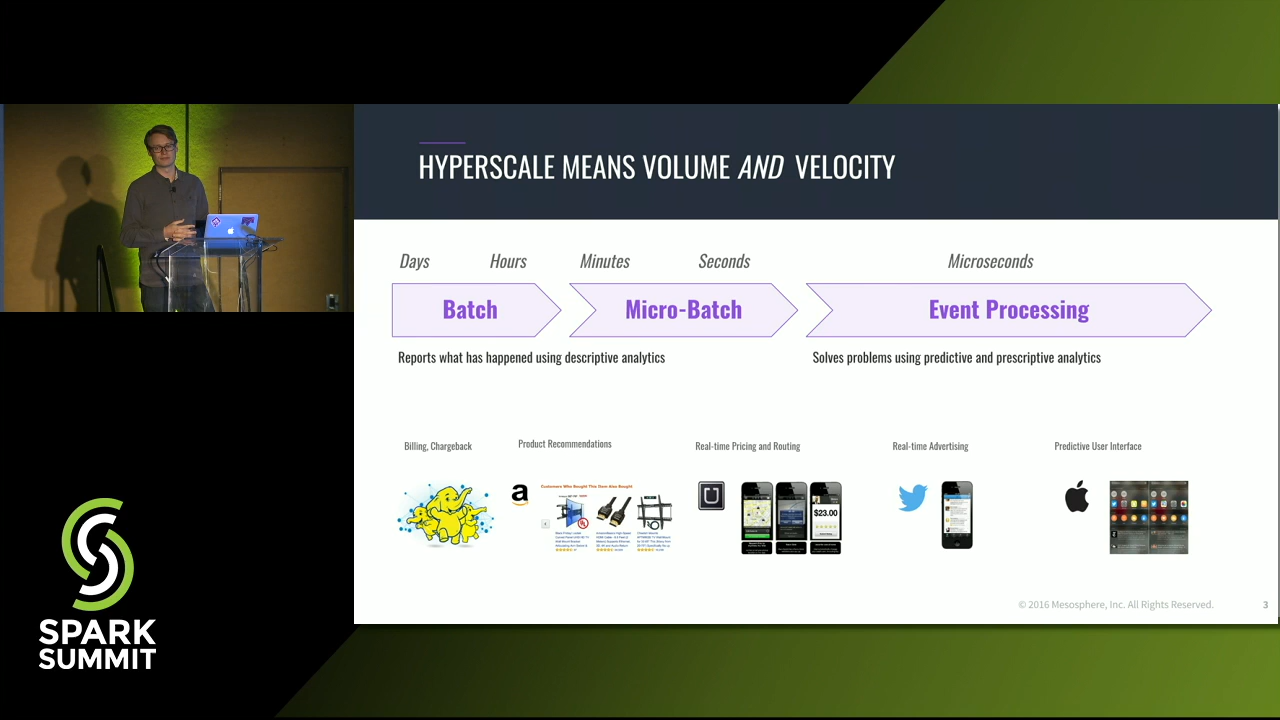 HYPERSCALE MEANS VOLUME AND VELOCITY
Days Hours Minutes Seconds Microseconds
Batch Micro-Batch Event Processing
Reports what has happened using descriptive analytics
Solves problems using predictive and prescriptive analytics
Billing, Chargeback
Product Recommendations
Real-time Pricing and Routing
Real-time Advertising
Predictive User Interface
a
Customers Who Bought This Item Also Bought
U
$23.00
© 2016 Mesosphere, Inc. All Rights Reserved. 3
SPARK
SUMMIT